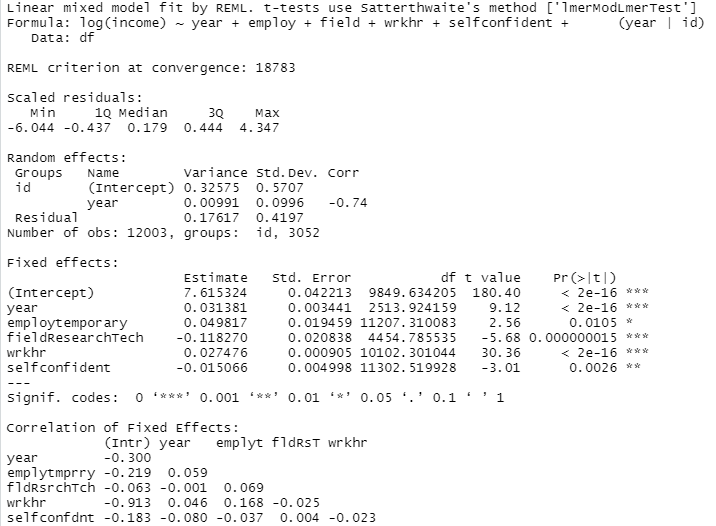 Linear mixed model fit by REML. t-tests use Satterthwaite's method ['lmerModLmerTest']
Formula: log(income) ~ year + employ + field + wrkhr + selfconfident +      (year | id)
   Data: df
REML criterion at convergence: 18783
Scaled residuals:
   Min     1Q Median     3Q    Max
-6.044 -0.437  0.179  0.444  4.347
Random effects:
 Groups   Name        Variance Std.Dev. Corr
 id       (Intercept) 0.32575  0.5707
          year        0.00991  0.0996   -0.74
 Residual             0.17617  0.4197
Number of obs: 12003, groups:  id, 3052
Fixed effects:
                     Estimate   Std. Error           df t value    Pr(>|t|)
(Intercept)          7.615324     0.042213  9849.634205  180.40     < 2e-16 ***
year                 0.031381     0.003441  2513.924159    9.12     < 2e-16 ***
employtemporary      0.049817     0.019459 11207.310083    2.56      0.0105 *
fieldResearchTech   -0.118270     0.020838  4454.785535   -5.68 0.000000015 ***
wrkhr                0.027476     0.000905 10102.301044   30.36     < 2e-16 ***
selfconfident       -0.015066     0.004998 11302.519928   -3.01      0.0026 **
---
Signif. codes:  0 ‘***’ 0.001 ‘**’ 0.01 ‘*’ 0.05 ‘.’ 0.1 ‘ ’ 1
Correlation of Fixed Effects:
            (Intr) year   emplyt fldRsT wrkhr
year        -0.300
emplytmprry -0.219  0.059
fldRsrchTch -0.063 -0.001  0.069
wrkhr       -0.913  0.046  0.168 -0.025
selfconfdnt -0.183 -0.080 -0.037  0.004 -0.023